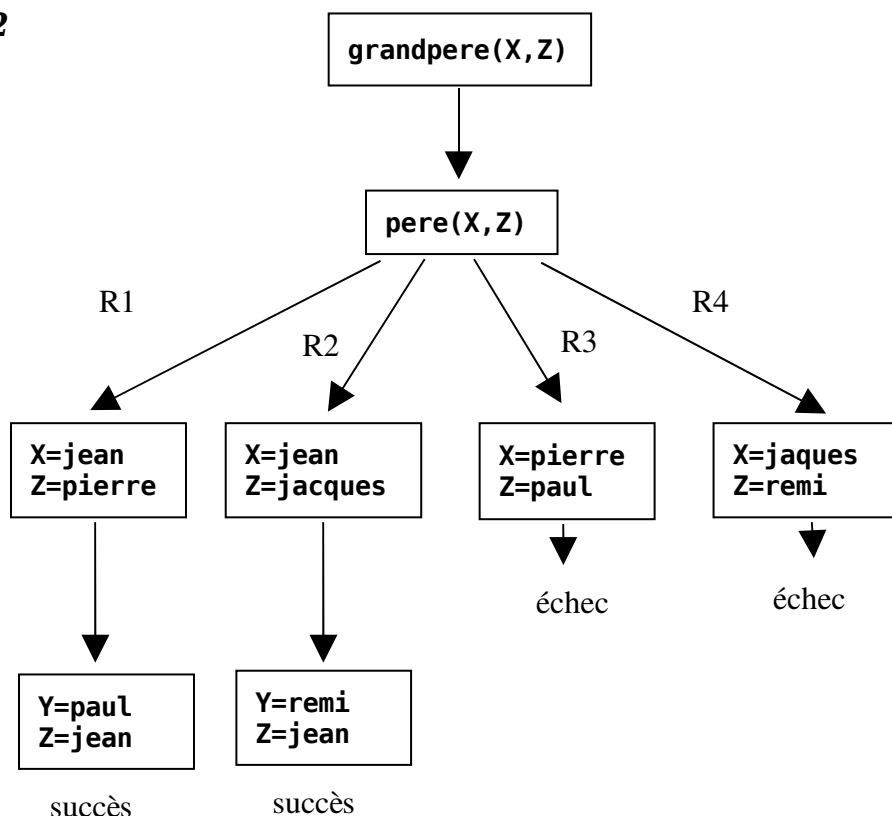 2
grandpere(X,Z)
pere(X,Z)
R1
R2
R3
R4
X=jean
Z=pierre
X=jean
Z=jacques
X=pierre
Z=paul
X=jaques
Z=remi
échec
échec
Y=paul
Z=jean
Y=remi
Z=jean
succès
succès